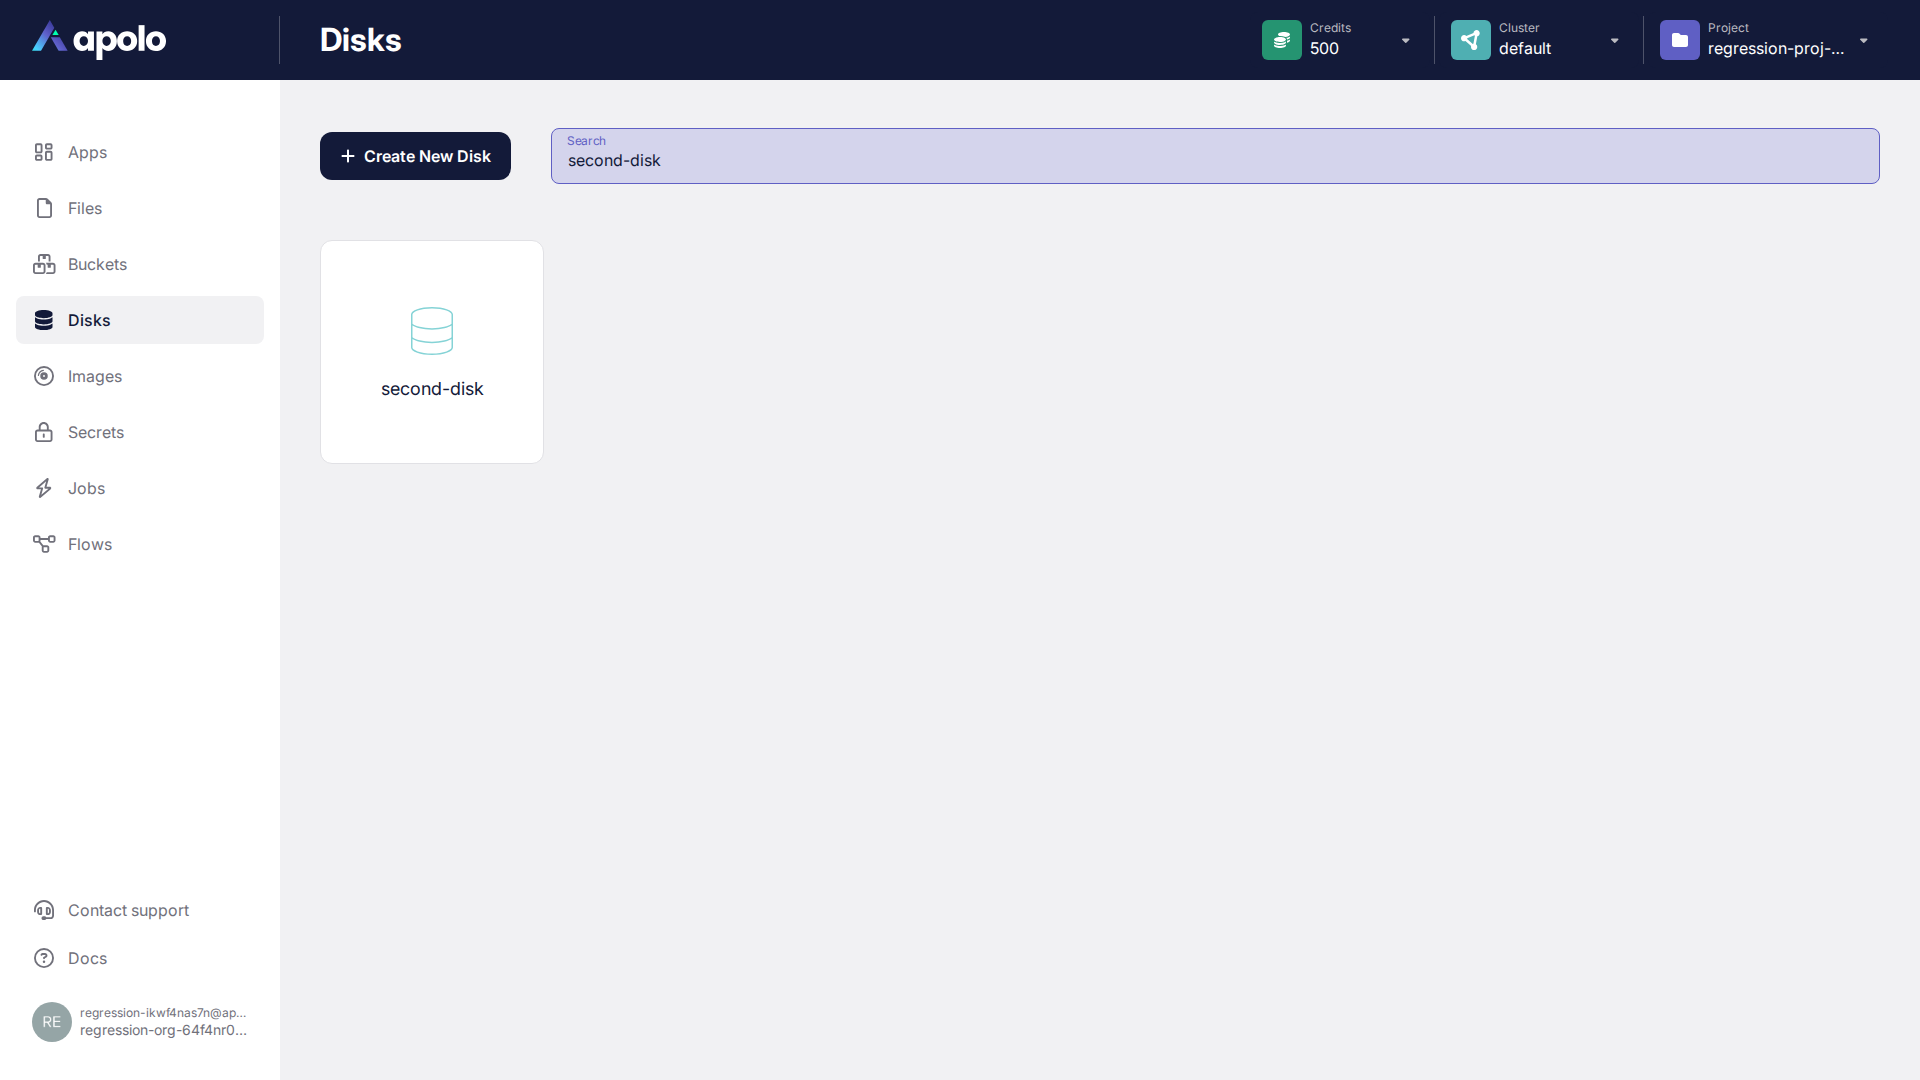 apolo
Disks
Credits
500
Cluster
default
Project
regression-proj-...
Apps
Files
Buckets
Disks
Images
Secrets
Jobs
Flows
Contact support
Docs
RE
regression-ikwf4nas7n@ap...
regression-org-64f4nr0...
Create New Disk
Search
second-disk
second-disk